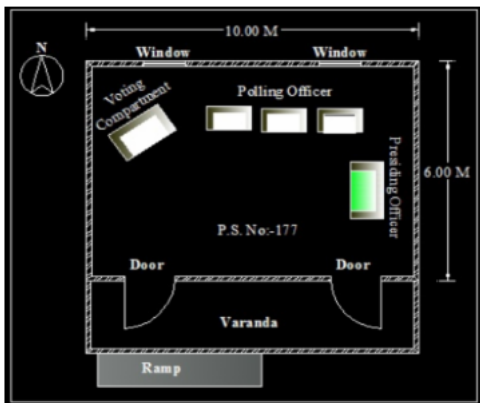 10.00 M
N
Window
Window
Voting
Compartment
Polling Officer
Presiding Officer
6.00 M
P.S. No:-177
Door
Door
Varanda
Ramp